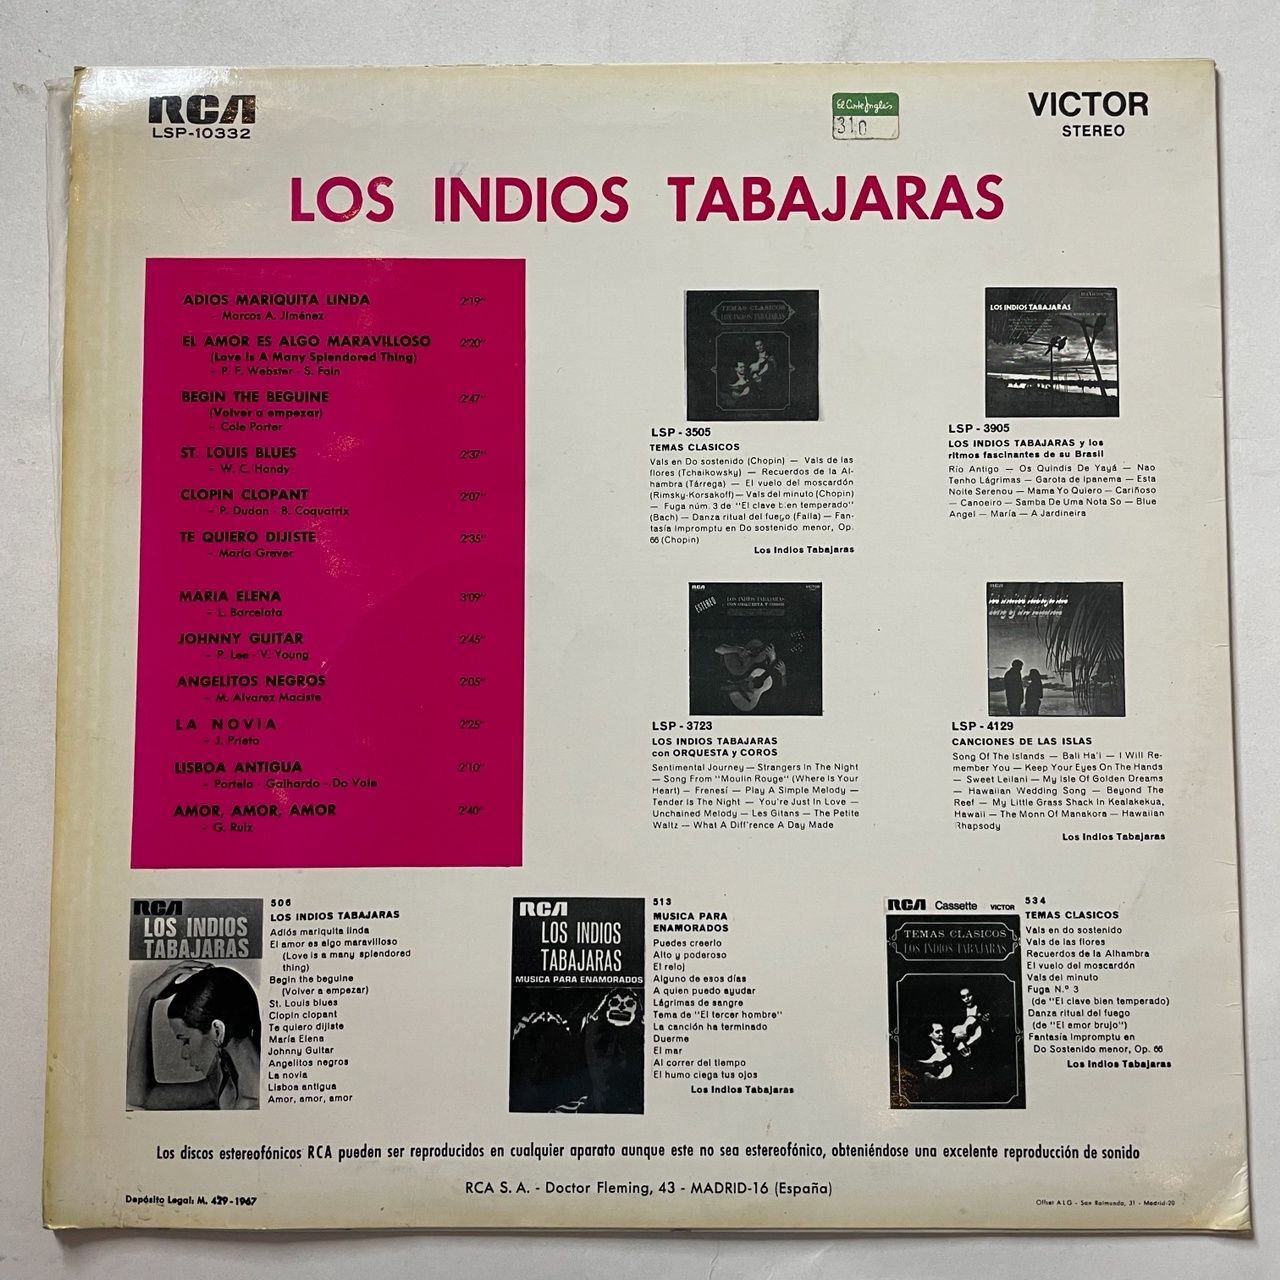 RCA
LSP-10332
El Corte Inglés
310
VICTOR
STEREO
LOS INDIOS TABAJARAS
ADIOS MARIQUITA LINDA 2'19"
- Marcos A. Jiménez
EL AMOR ES ALGO MARAVILLOSO 2'20"
(Love Is A Many Splendored Thing)
- P. F. Webster - S. Fain
BEGIN THE BEGUINE 2'47"
(Volver a empezar)
- Cole Porter
ST. LOUIS BLUES 2'37"
- W. C. Handy
CLOPIN CLOPANT 2'07"
- P. Dudan - B. Coquatrix
TE QUIERO DIJISTE 2'35"
- María Grever
MARIA ELENA 3'09"
- L. Barcelata
JOHNNY GUITAR 2'45"
- P. Lee - V. Young
ANGELITOS NEGROS 2'05"
- M. Alvarez Maciste
LA NOVIA 2'25"
- J. Prieto
LISBOA ANTIGUA 2'10"
- Portela - Galhardo - Do Vale
AMOR, AMOR, AMOR 2'40"
- G. Ruiz
TEMAS CLASICOS
LOS INDIOS TABAJARAS
LSP - 3505
TEMAS CLASICOS
Vals en Do sostenido (Chopin) — Vals de las
flores (Tchaikowsky) — Recuerdos de la Al-
hambra (Tárrega) — El vuelo del moscardón
(Rimsky-Korsakoff) — Vals del minuto (Chopin)
— Fuga núm. 3 de "El clave bien temperado"
(Bach) — Danza ritual del fuego (Falla) — Fan-
tasía Impromptu en Do sostenido menor, Op.
66 (Chopin)
Los Indios Tabajaras
LOS INDIOS TABAJARAS
LSP - 3905
LOS INDIOS TABAJARAS y los
ritmos fascinantes de su Brasil
Río Antigo — Os Quindis De Yayá — Nao
Tenho Lágrimas — Garota de Ipanema — Esta
Noite Serenou — Mama Yo Quiero — Cariñoso
— Canoeiro — Samba De Uma Nota So — Blue
Angel — María — A Jardineira
RCA VICTOR
ESTEREO
LOS INDIOS TABAJARAS
CON ORQUESTA Y COROS
LSP - 3723
LOS INDIOS TABAJARAS
con ORQUESTA y COROS
Sentimental Journey — Strangers In The Night
— Song From "Moulin Rouge" (Where Is Your
Heart) — Frenesí — Play A Simple Melody —
Tender Is The Night — You're Just In Love —
Unchained Melody — Les Gitans — The Petite
Waltz — What A Diff'rence A Day Made
RCA
los indios tabajaras
song of the islands
LSP - 4129
CANCIONES DE LAS ISLAS
Song Of The Islands — Bali Ha'i — I Will Re-
member You — Keep Your Eyes On The Hands
— Sweet Leilani — My Isle Of Golden Dreams
— Hawaiian Wedding Song — Beyond The
Reef — My Little Grass Shack In Kealakekua,
Hawaii — The Monn Of Manakora — Hawaiian
Rhapsody
Los Indios Tabajaras
RCA
LOS INDIOS
TABAJARAS
506
LOS INDIOS TABAJARAS
Adiós mariquita linda
El amor es algo maravilloso
(Love is a many splendored
thing)
Begin the beguine
(Volver a empezar)
St. Louis blues
Clopin clopant
Te quiero dijiste
María Elena
Johnny Guitar
Angelitos negros
La novia
Lisboa antigua
Amor, amor, amor
RCA
LOS INDIOS
TABAJARAS
MUSICA PARA ENAMORADOS
513
MUSICA PARA
ENAMORADOS
Puedes creerlo
Alto y poderoso
El reloj
Alguno de esos días
A quien puedo ayudar
Lágrimas de sangre
Tema de "El tercer hombre"
La canción ha terminado
Duerme
El mar
Al correr del tiempo
El humo ciega tus ojos
Los Indios Tabajaras
RCA Cassette VICTOR
TEMAS CLASICOS
LOS INDIOS TABAJARAS
534
TEMAS CLASICOS
Vals en do sostenido
Vals de las flores
Recuerdos de la Alhambra
El vuelo del moscardón
Vals del minuto
Fuga N.º 3
(de "El clave bien temperado)
Danza ritual del fuego
(de "El amor brujo")
Fantasía Impromptu en
Do Sostenido menor, Op. 66
Los Indios Tabajaras
Los discos estereofónicos RCA pueden ser reproducidos en cualquier aparato aunque este no sea estereofónico, obteniéndose una excelente reproducción de sonido
RCA S. A. - Doctor Fleming, 43 - MADRID-16 (España)
Depósito Legal: M. 429 - 1967
Offset ALG - San Raimundo, 31 - Madrid-20